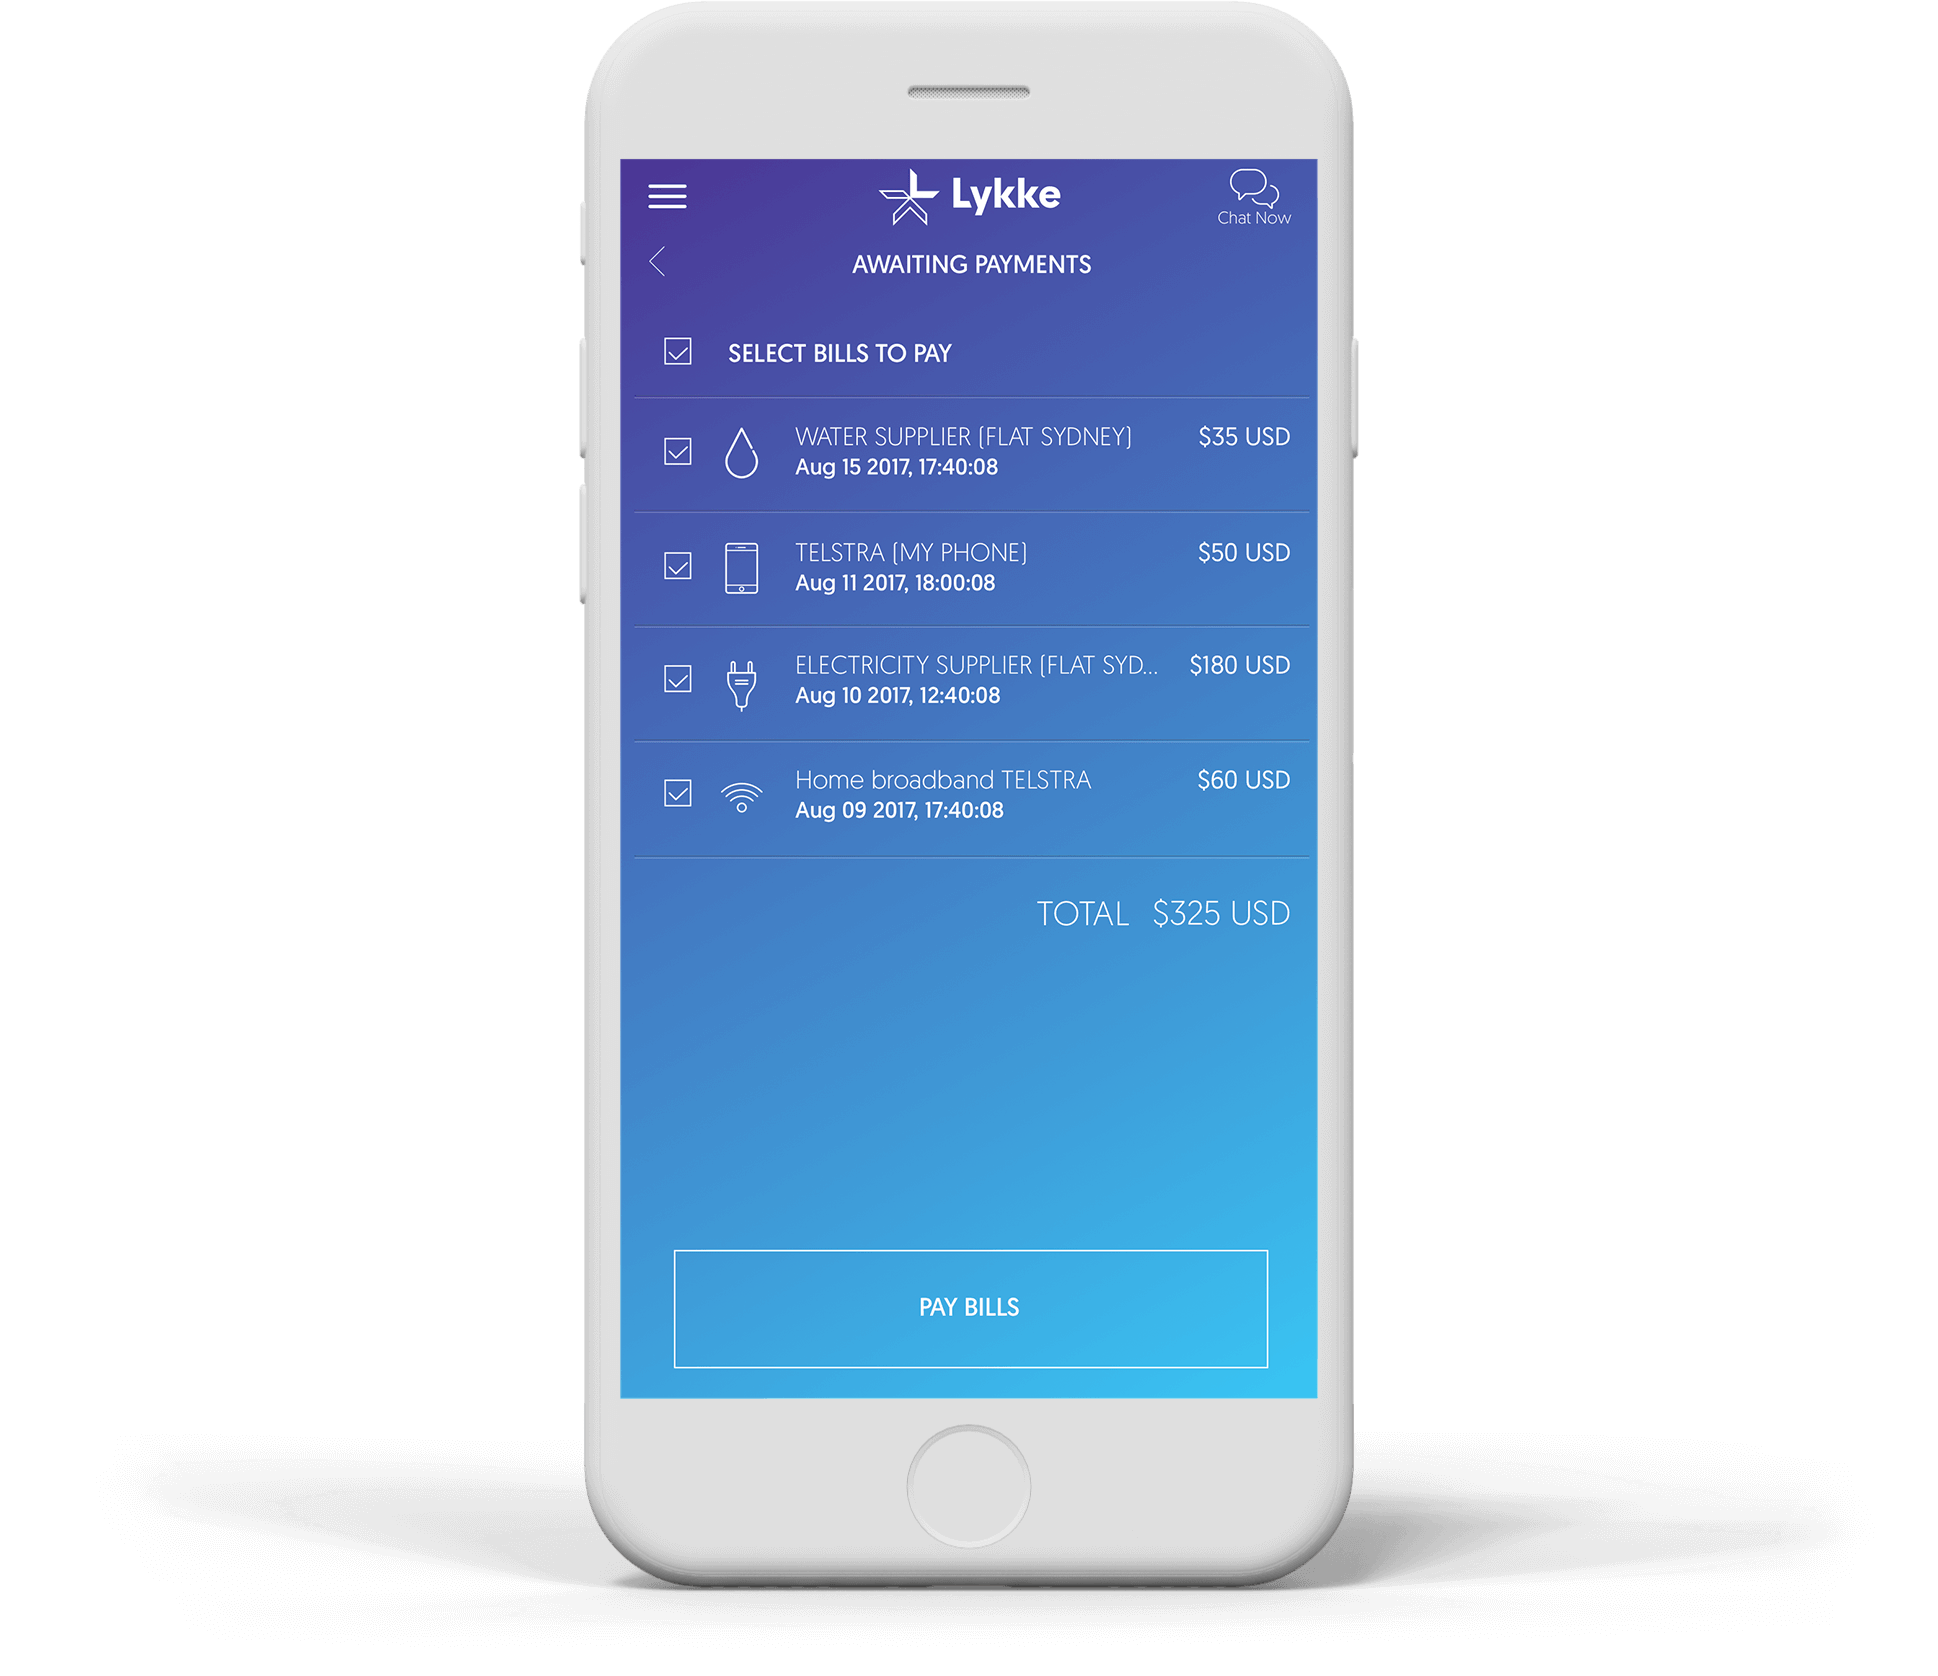 Lykke
Chat Now
AWAITING PAYMENTS
SELECT BILLS TO PAY
WATER SUPPLIER (FLAT SYDNEY) $35 USD
Aug 15 2017, 17:40:08
TELSTRA (MY PHONE) $50 USD
Aug 11 2017, 18:00:08
ELECTRICITY SUPPLIER (FLAT SYD... $180 USD
Aug 10 2017, 12:40:08
Home broadband TELSTRA $60 USD
Aug 09 2017, 17:40:08
TOTAL $325 USD
PAY BILLS